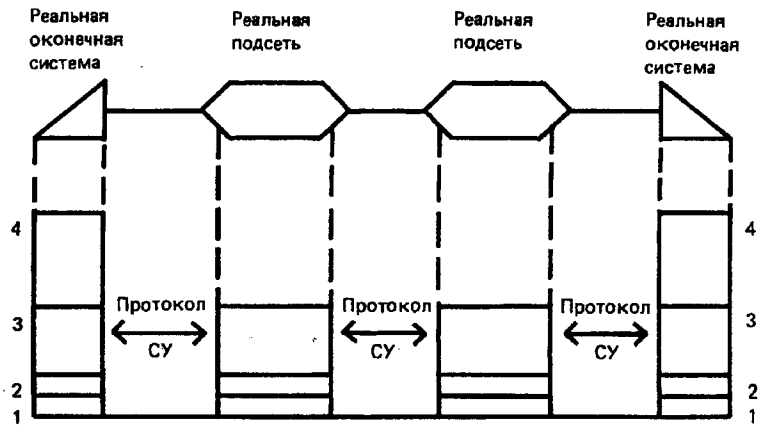 Реальная
оконечная
система
Реальная
подсеть
Реальная
подсеть
Реальная
оконечная
система
4
4
Протокол
СУ
Протокол
СУ
Протокол
СУ
3
3
2
2
1
1